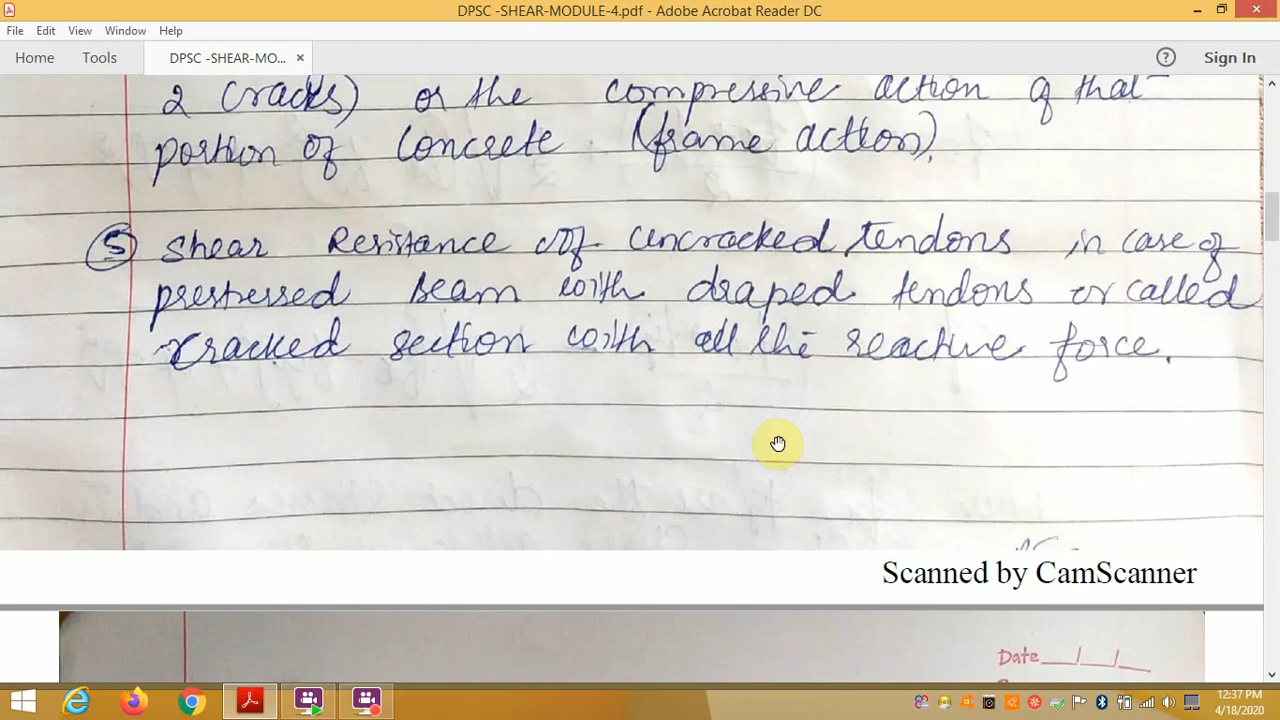 DPSC -SHEAR-MODULE-4.pdf - Adobe Acrobat Reader DC
File Edit View Window Help
Home Tools DPSC -SHEAR-MO... × ? Sign In
2 cracks) or the compressive action of that
portion of concrete. (frame action).
5 Shear Resistance of uncracked tendons in case of
prestressed beam with draped tendons or called
cracked section with all the reactive force.
Scanned by CamScanner
Date
12:37 PM
4/18/2020